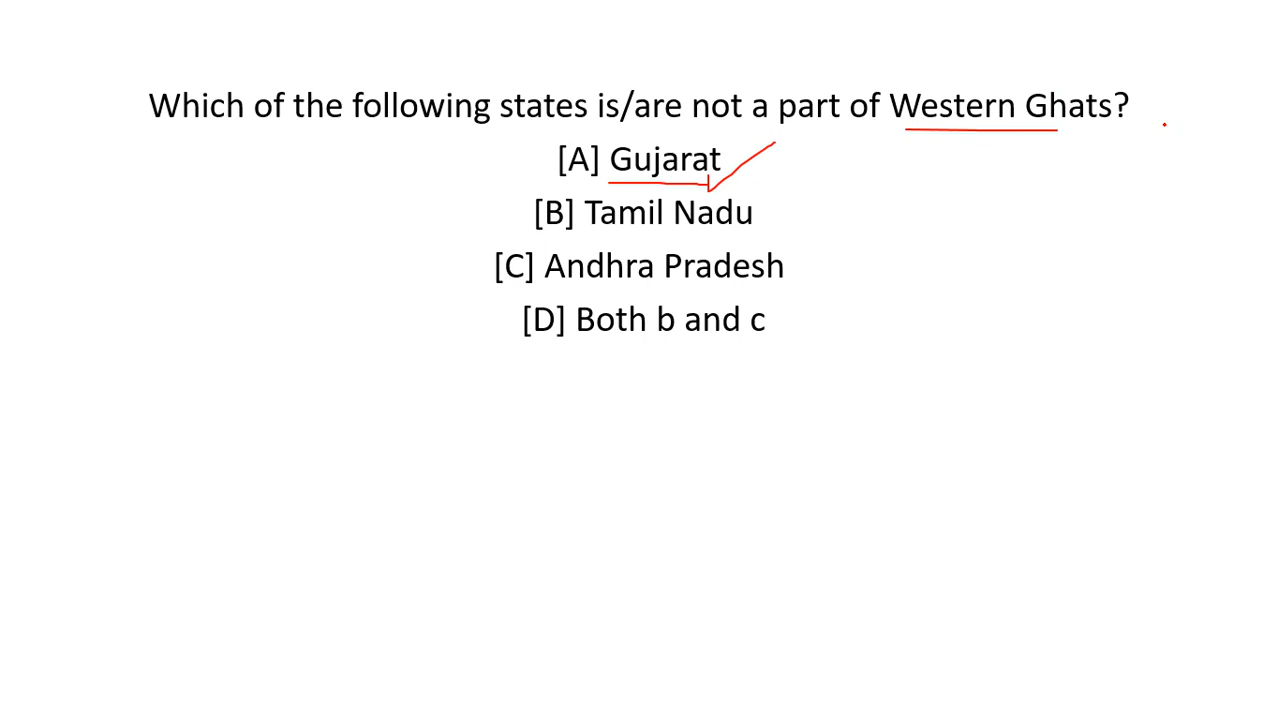 Which of the following states is/are not a part of Western Ghats?
[A] Gujarat
[B] Tamil Nadu
[C] Andhra Pradesh
[D] Both b and c